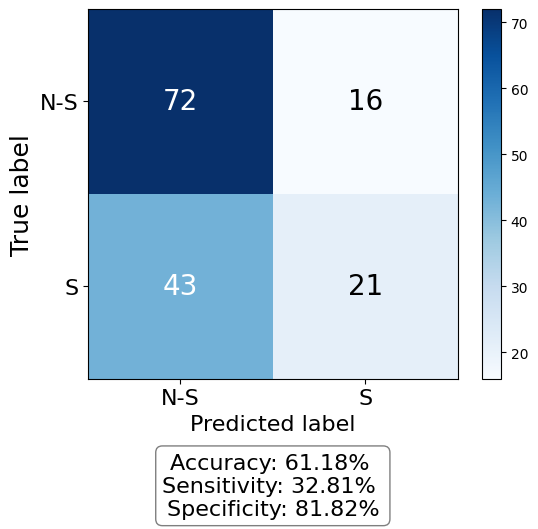 True label
N-S
72
16
S
43
21
N-S
S
Predicted label
70
60
50
40
30
20
Accuracy: 61.18%
Sensitivity: 32.81%
Specificity: 81.82%